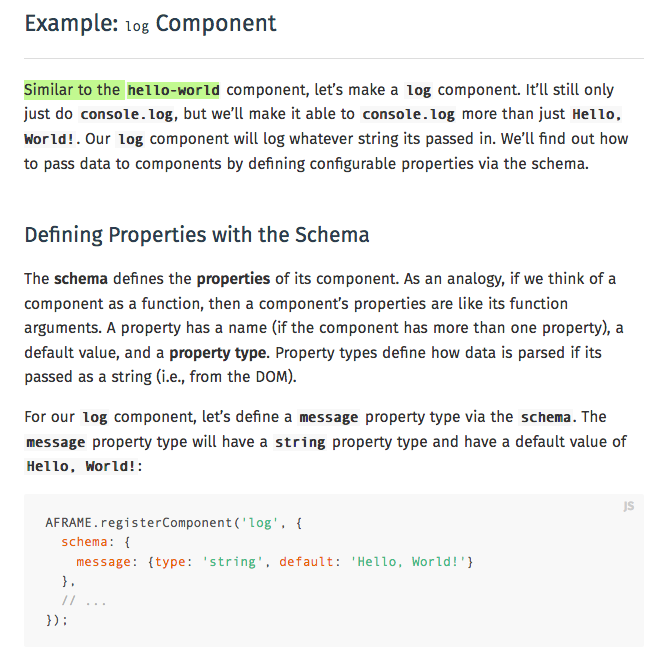 Example: log Component
Similar to the hello-world component, let’s make a log component. It’ll still only
just do console.log, but we’ll make it able to console.log more than just Hello,
World!. Our log component will log whatever string its passed in. We’ll find out how
to pass data to components by defining configurable properties via the schema.
Defining Properties with the Schema
The schema defines the properties of its component. As an analogy, if we think of a
component as a function, then a component’s properties are like its function
arguments. A property has a name (if the component has more than one property), a
default value, and a property type. Property types define how data is parsed if its
passed as a string (i.e., from the DOM).
For our log component, let’s define a message property type via the schema. The
message property type will have a string property type and have a default value of
Hello, World!:
JS
AFRAME.registerComponent('log', {
  schema: {
    message: {type: 'string', default: 'Hello, World!'}
  },
  // ...
});